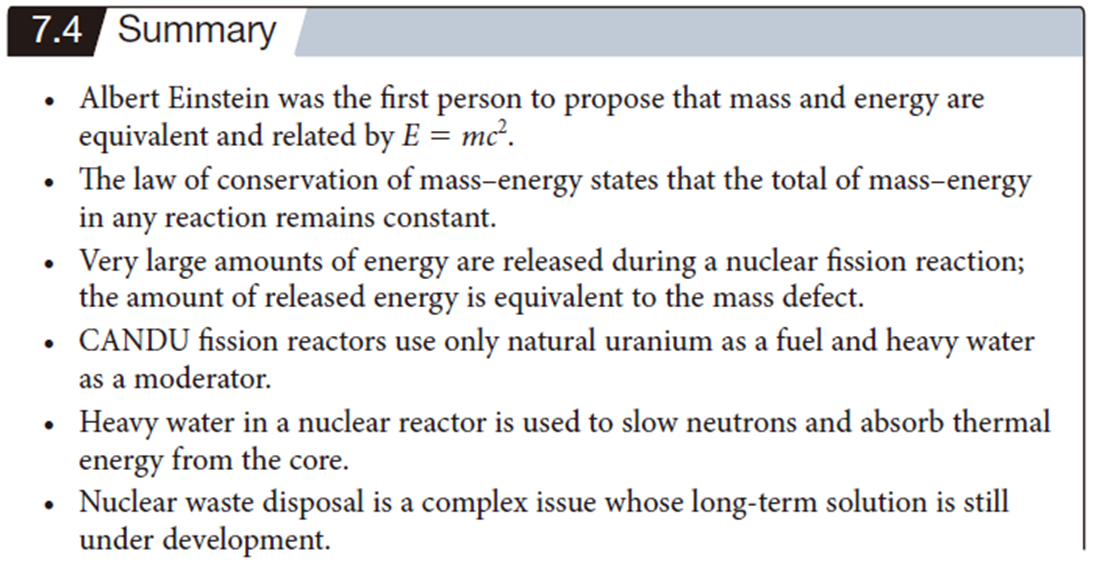 7.4 Summary
• Albert Einstein was the first person to propose that mass and energy are
equivalent and related by E = mc².
• The law of conservation of mass–energy states that the total of mass–energy
in any reaction remains constant.
• Very large amounts of energy are released during a nuclear fission reaction;
the amount of released energy is equivalent to the mass defect.
• CANDU fission reactors use only natural uranium as a fuel and heavy water
as a moderator.
• Heavy water in a nuclear reactor is used to slow neutrons and absorb thermal
energy from the core.
• Nuclear waste disposal is a complex issue whose long-term solution is still
under development.